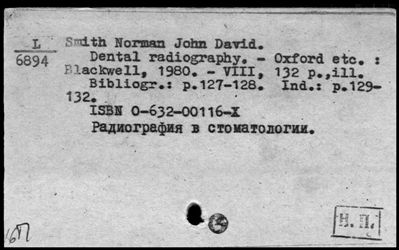 L
6894
Smith Norman John David.
Dental radiography. - Oxford etc. :
Blackwell, 1980. - VIII, 132 p.,ill.
Bibliogr.: p.127-128. Ind.: p.129-
132.
ISBN 0-632-00116-X
Радиография в стоматологии.
Н.П.